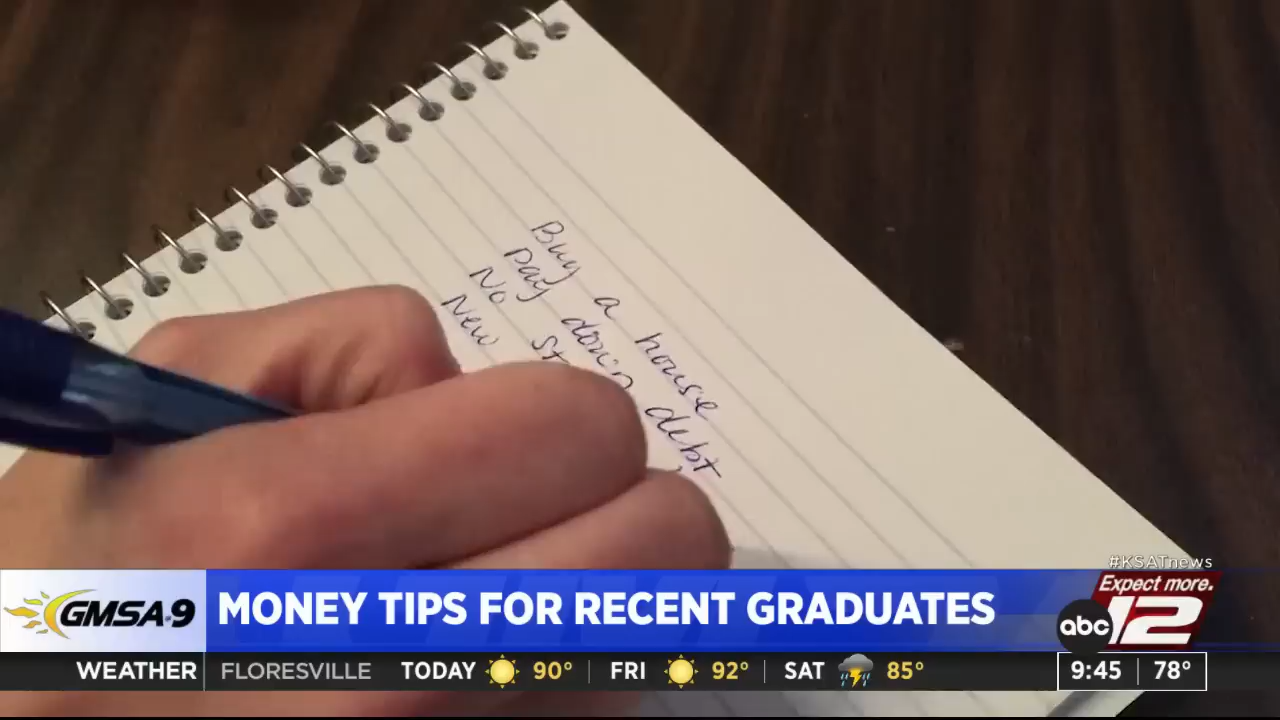 Buy a house
Pay down debt
No
New
#KSATnews
Expect more.
GMSA@9
MONEY TIPS FOR RECENT GRADUATES
abc 12
WEATHER FLORESVILLE TODAY 90° FRI 92° SAT 85° 9:45 78°